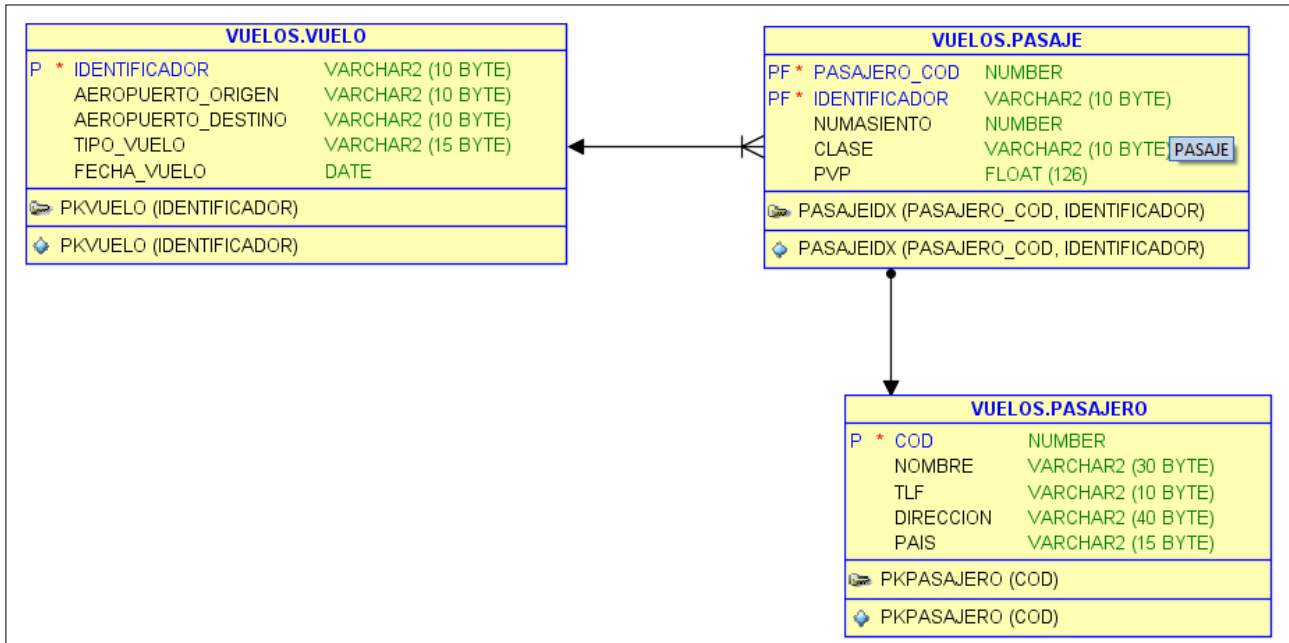 VUELOS.VUELO
P * IDENTIFICADOR VARCHAR2 (10 BYTE)
AEROPUERTO_ORIGEN VARCHAR2 (10 BYTE)
AEROPUERTO_DESTINO VARCHAR2 (10 BYTE)
TIPO_VUELO VARCHAR2 (15 BYTE)
FECHA_VUELO DATE
PKVUELO (IDENTIFICADOR)
PKVUELO (IDENTIFICADOR)
VUELOS.PASAJE
PF * PASAJERO_COD NUMBER
PF * IDENTIFICADOR VARCHAR2 (10 BYTE)
NUMASIENTO NUMBER
CLASE VARCHAR2 (10 BYTE)
PASAJE
PVP FLOAT (126)
PASAJEIDX (PASAJERO_COD, IDENTIFICADOR)
PASAJEIDX (PASAJERO_COD, IDENTIFICADOR)
VUELOS.PASAJERO
P * COD NUMBER
NOMBRE VARCHAR2 (30 BYTE)
TLF VARCHAR2 (10 BYTE)
DIRECCION VARCHAR2 (40 BYTE)
PAIS VARCHAR2 (15 BYTE)
PKPASAJERO (COD)
PKPASAJERO (COD)